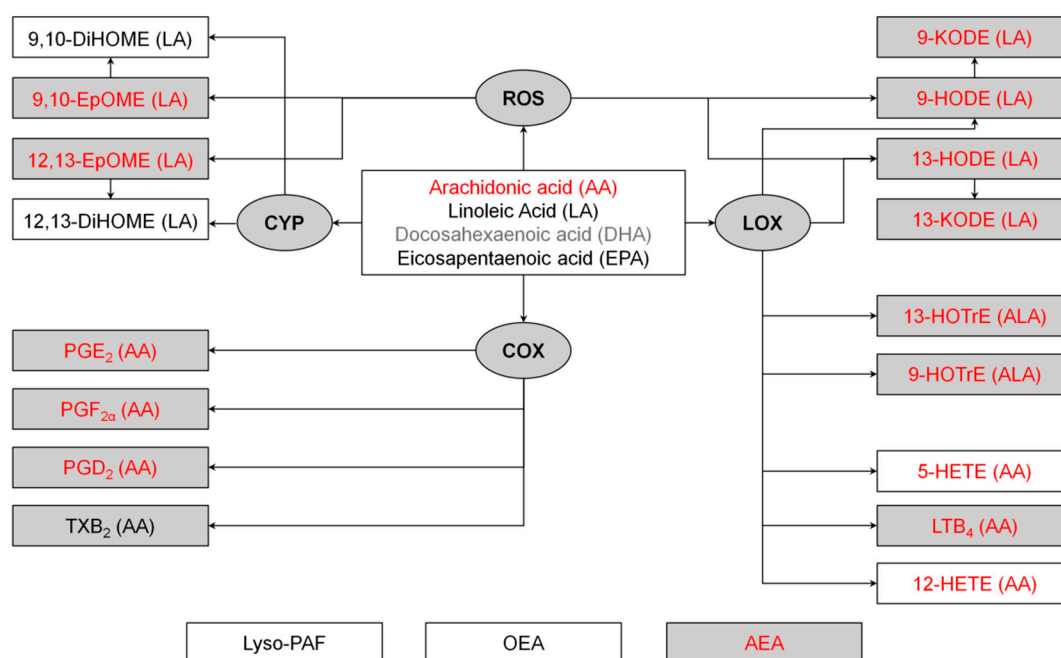 9,10-DiHOME (LA)
9,10-EpOME (LA)
12,13-EpOME (LA)
12,13-DiHOME (LA)
CYP
ROS
Arachidonic acid (AA)
Linoleic Acid (LA)
Docosahexaenoic acid (DHA)
Eicosapentaenoic acid (EPA)
LOX
9-KODE (LA)
9-HODE (LA)
13-HODE (LA)
13-KODE (LA)
COX
PGE₂ (AA)
PGF₂α (AA)
PGD₂ (AA)
TXB₂ (AA)
13-HOTrE (ALA)
9-HOTrE (ALA)
5-HETE (AA)
LTB₄ (AA)
12-HETE (AA)
Lyso-PAF
OEA
AEA